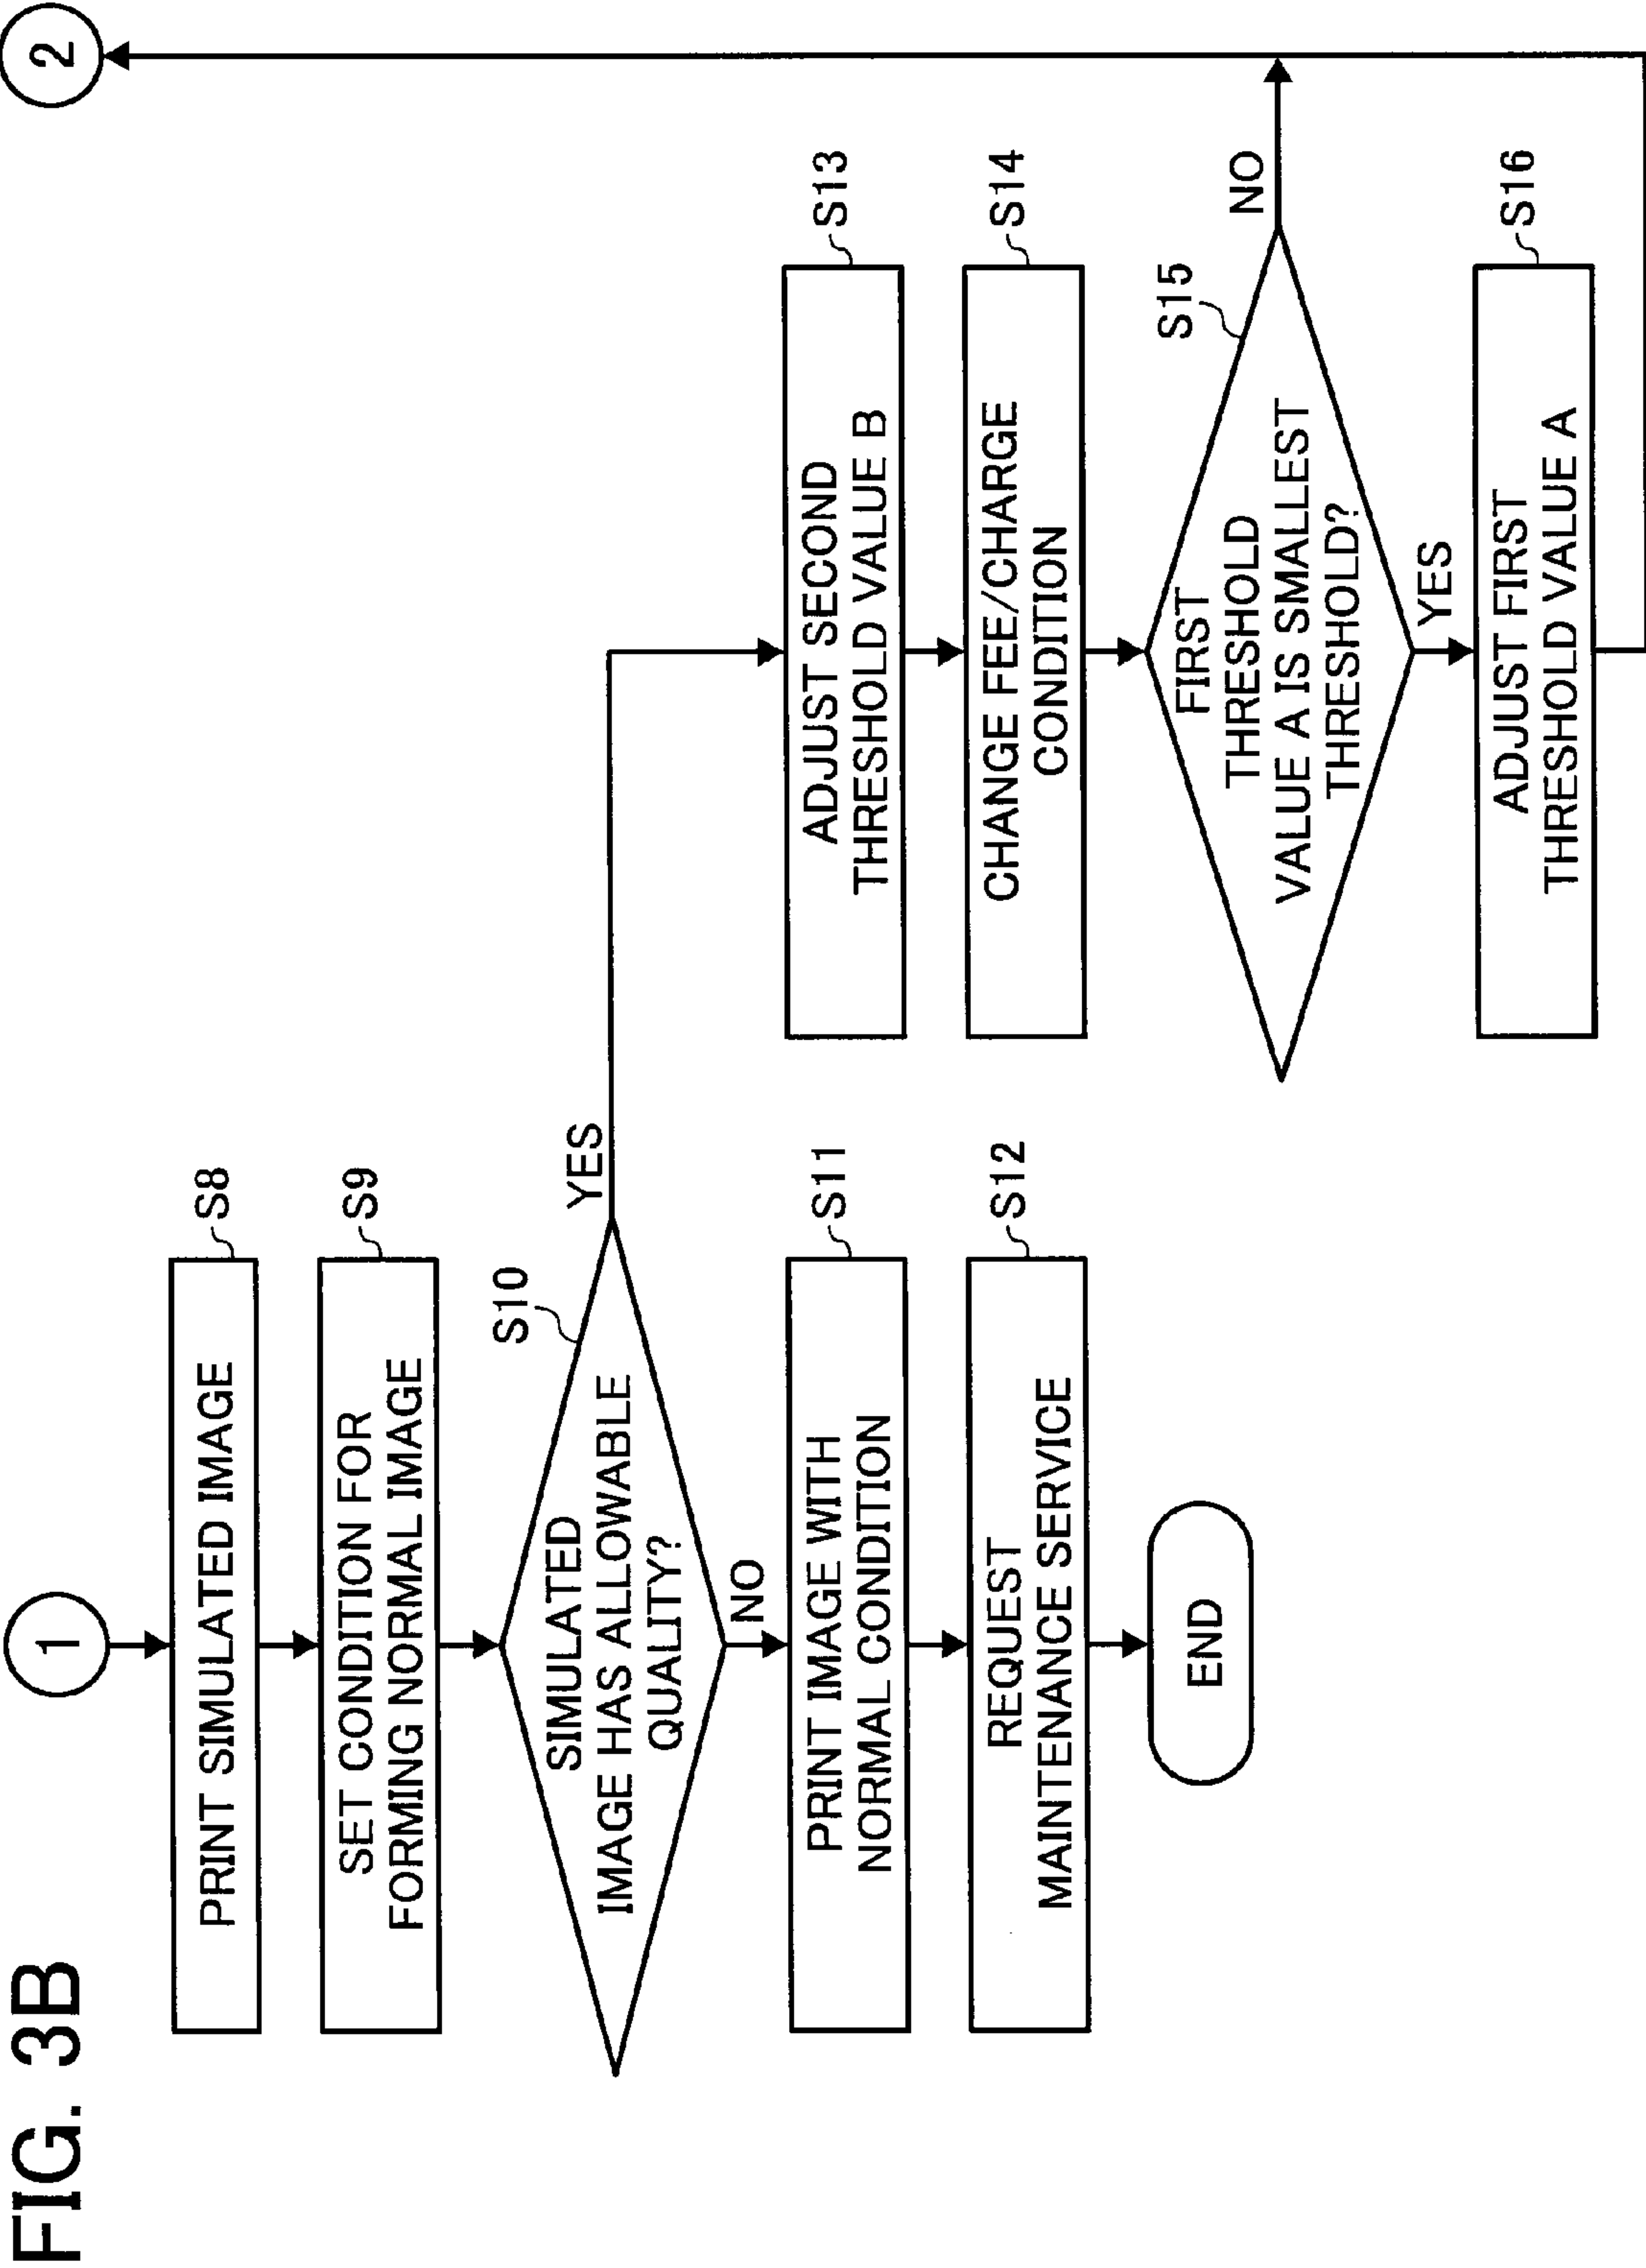 FIG. 3B
1
PRINT SIMULATED IMAGE
S8
SET CONDITION FOR
FORMING NORMAL IMAGE
S9
SIMULATED
IMAGE HAS ALLOWABLE
QUALITY?
S10
YES
NO
PRINT IMAGE WITH
NORMAL CONDITION
S11
REQUEST
MAINTENANCE SERVICE
S12
END
ADJUST SECOND
THRESHOLD VALUE B
S13
CHANGE FEE/CHARGE
CONDITION
S14
FIRST
THRESHOLD
VALUE A IS SMALLEST
THRESHOLD?
S15
NO
YES
ADJUST FIRST
THRESHOLD VALUE A
S16
2